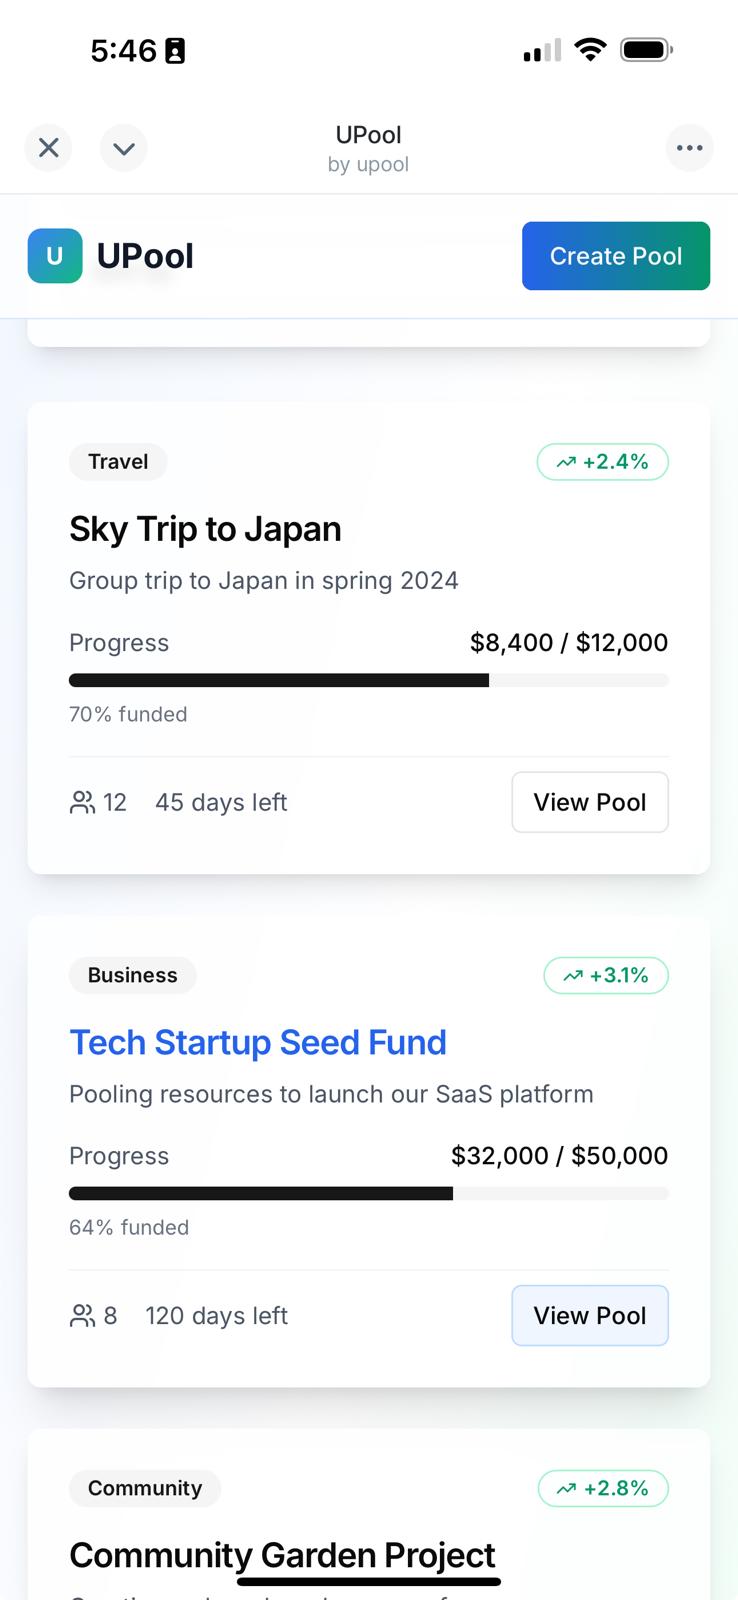 5:46
UPool
by upool
U UPool Create Pool
Travel +2.4%
Sky Trip to Japan
Group trip to Japan in spring 2024
Progress $8,400 / $12,000
70% funded
12 45 days left View Pool
Business +3.1%
Tech Startup Seed Fund
Pooling resources to launch our SaaS platform
Progress $32,000 / $50,000
64% funded
8 120 days left View Pool
Community +2.8%
Community Garden Project